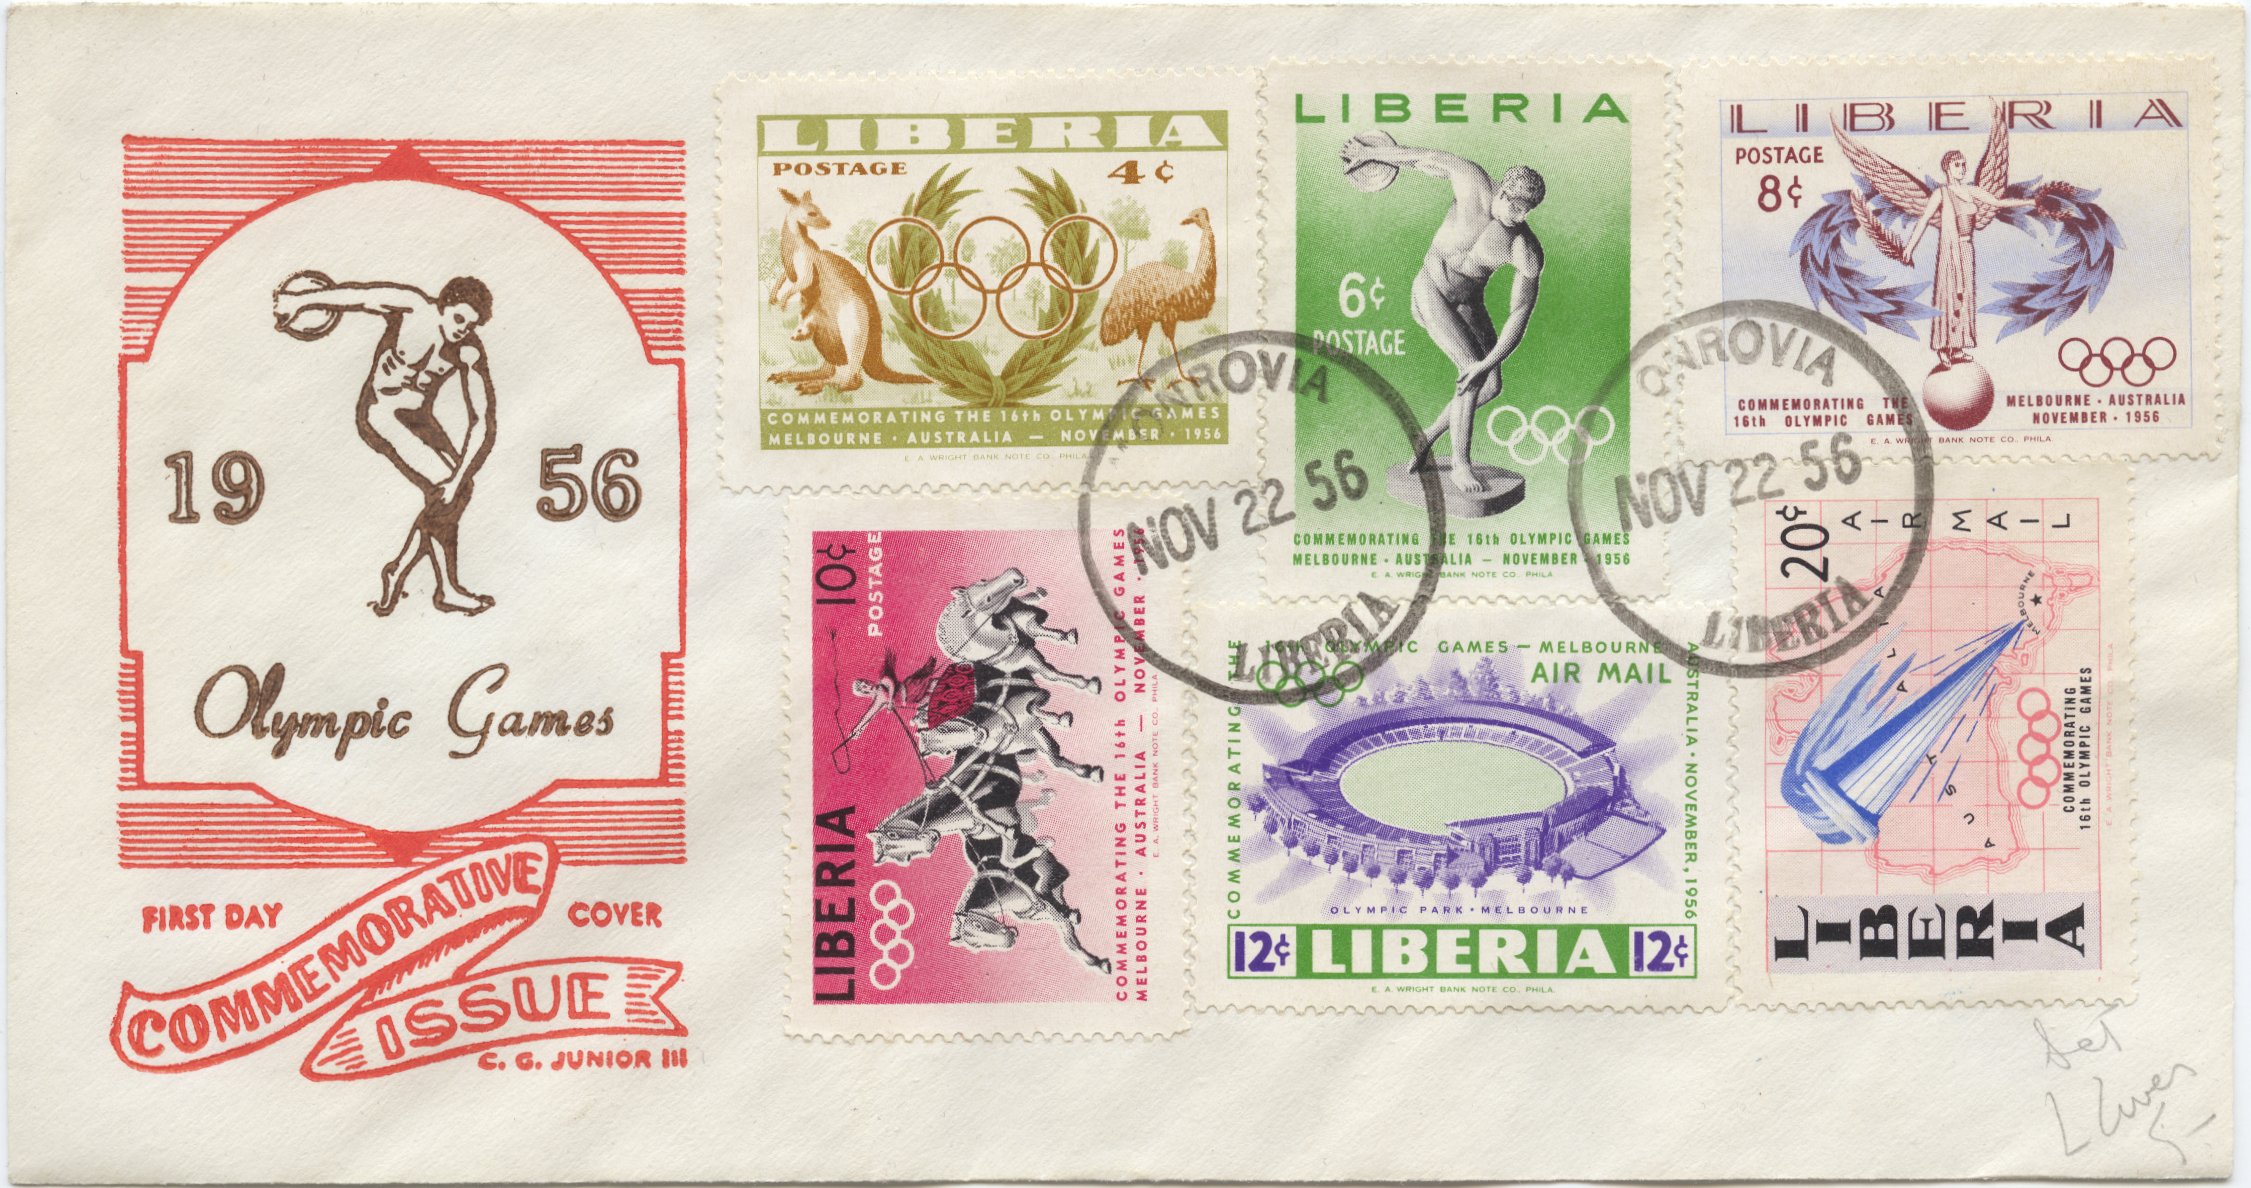 1956
Olympic Games
FIRST DAY COVER
COMMEMORATIVE
ISSUE
C. G. JUNIOR III
LIBERIA
POSTAGE 4¢
COMMEMORATING THE 16th OLYMPIC GAMES
MELBOURNE · AUSTRALIA — NOVEMBER · 1956
E. A. WRIGHT BANK NOTE CO., PHILA.
LIBERIA
6¢
POSTAGE
COMMEMORATING THE 16th OLYMPIC GAMES
MELBOURNE · AUSTRALIA — NOVEMBER · 1956
E. A. WRIGHT BANK NOTE CO., PHILA.
LIBERIA
POSTAGE
8¢
COMMEMORATING THE
16th OLYMPIC GAMES
MELBOURNE · AUSTRALIA
NOVEMBER · 1956
E. A. WRIGHT BANK NOTE CO., PHILA.
LIBERIA 10¢
POSTAGE
COMMEMORATING THE 16th OLYMPIC GAMES
MELBOURNE · AUSTRALIA — NOVEMBER · 1956
E. A. WRIGHT BANK NOTE CO., PHILA.
COMMEMORATING THE 16th OLYMPIC GAMES — MELBOURNE AUSTRALIA · NOVEMBER, 1956
AIR MAIL
OLYMPIC PARK · MELBOURNE
12¢ LIBERIA 12¢
E. A. WRIGHT BANK NOTE CO., PHILA.
LIBERIA
20¢
AIR MAIL
AUSTRALIA
MELBOURNE
COMMEMORATING
16th OLYMPIC GAMES
E. A. WRIGHT BANK NOTE CO., PHILA.
ONROVIA
NOV 22 56
LIBERIA
ONROVIA
NOV 22 56
LIBERIA
Set